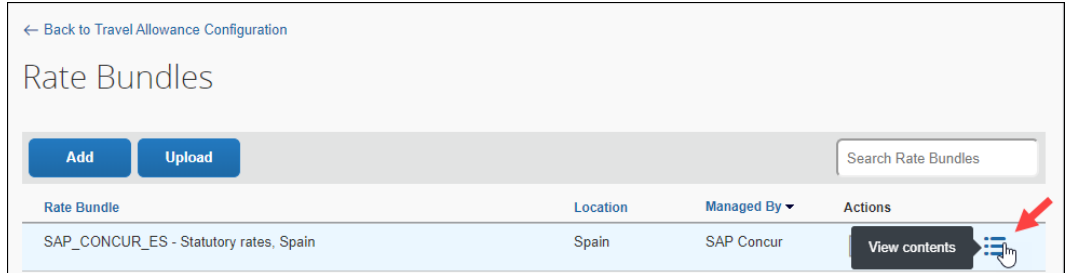 ← Back to Travel Allowance Configuration
Rate Bundles
Add Upload Search Rate Bundles
Rate Bundle Location Managed By Actions
SAP_CONCUR_ES - Statutory rates, Spain Spain SAP Concur View contents